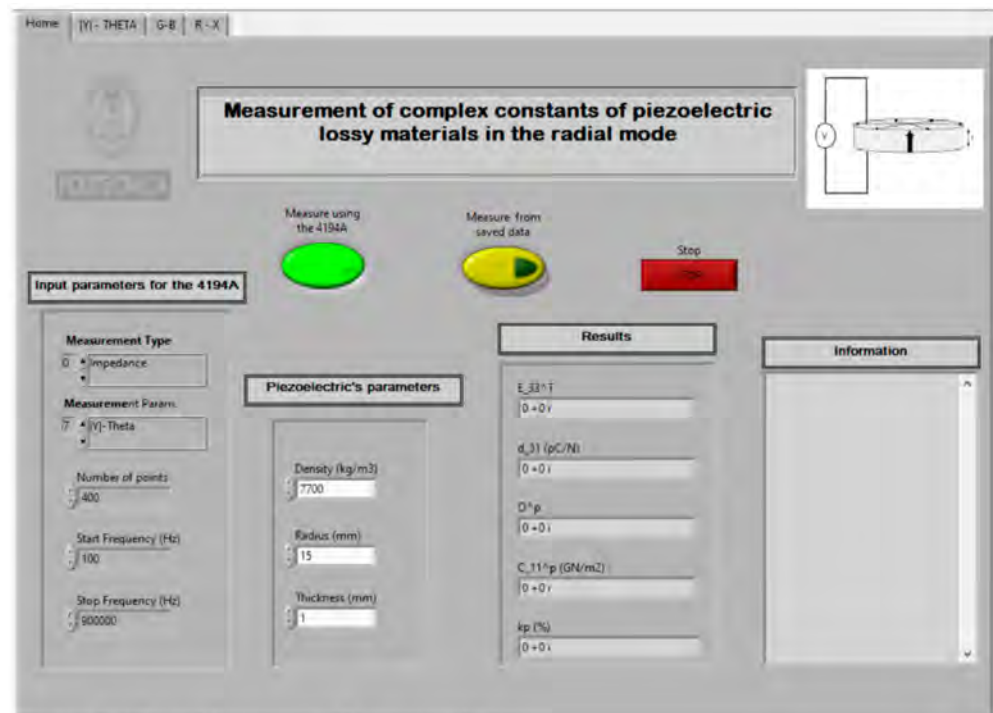 Home |Y| - THETA G-B R - X
Measurement of complex constants of piezoelectric
lossy materials in the radial mode
V
Measure using
the 4194A
Measure from
saved data
Stop
Input parameters for the 4194A
Measurement Type
0 Impedance
Measurement Param.
7 |Y|-Theta
Number of points
400
Start Frequency (Hz)
100
Stop Frequency (Hz)
900000
Piezoelectric's parameters
Density (kg/m3)
7700
Radius (mm)
15
Thickness (mm)
1
Results
E_33^T
0 +0 i
d_31 (pC/N)
0 +0 i
D^p
0 +0 i
C_11^p (GN/m2)
0 +0 i
kp (%)
0 +0 i
Information